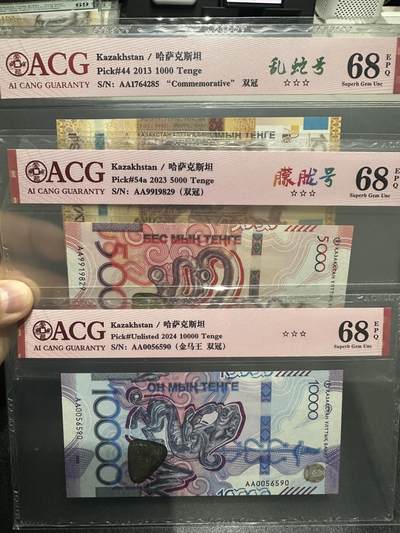 ACG
AI CANG GUARANTY
Kazakhstan / 哈萨克斯坦
Pick#44 2013 1000 Tenge
S/N: AA1764285 “Commemorative” 双冠
乱蛇号
☆☆☆
68 EPQ
Superb Gem Unc
МЫҢ ТЕҢГЕ
ACG
AI CANG GUARANTY
Kazakhstan / 哈萨克斯坦
Pick#54a 2023 5000 Tenge
S/N: AA9919829 (双冠)
朦胧号
☆☆☆
68 EPQ
Superb Gem Unc
БЕС МЫҢ ТЕҢГЕ
5000
AA9919829
ACG
AI CANG GUARANTY
Kazakhstan / 哈萨克斯坦
Pick#Unlisted 2024 10000 Tenge
S/N: AA0056590 (金马王 双冠)
☆☆☆
68 EPQ
Superb Gem Unc
ОН МЫҢ ТЕҢГЕ
10000
AA0056590
10000
AA0056590